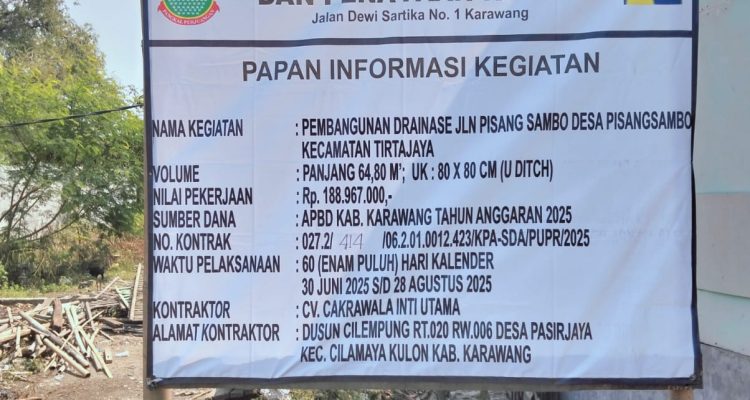 Jalan Dewi Sartika No. 1 Karawang
PANGKAL PERJUANGAN
PAPAN INFORMASI KEGIATAN
NAMA KEGIATAN : PEMBANGUNAN DRAINASE JLN PISANG SAMBO DESA PISANGSAMBO
KECAMATAN TIRTAJAYA
VOLUME : PANJANG 64,80 M'; UK : 80 X 80 CM (U DITCH)
NILAI PEKERJAAN : Rp. 188.967.000,-
SUMBER DANA : APBD KAB. KARAWANG TAHUN ANGGARAN 2025
NO. KONTRAK : 027.2/ 414 /06.2.01.0012.423/KPA-SDA/PUPR/2025
WAKTU PELAKSANAAN : 60 (ENAM PULUH) HARI KALENDER
30 JUNI 2025 S/D 28 AGUSTUS 2025
KONTRAKTOR : CV. CAKRAWALA INTI UTAMA
ALAMAT KONTRAKTOR : DUSUN CILEMPUNG RT.020 RW.006 DESA PASIRJAYA
KEC. CILAMAYA KULON KAB. KARAWANG